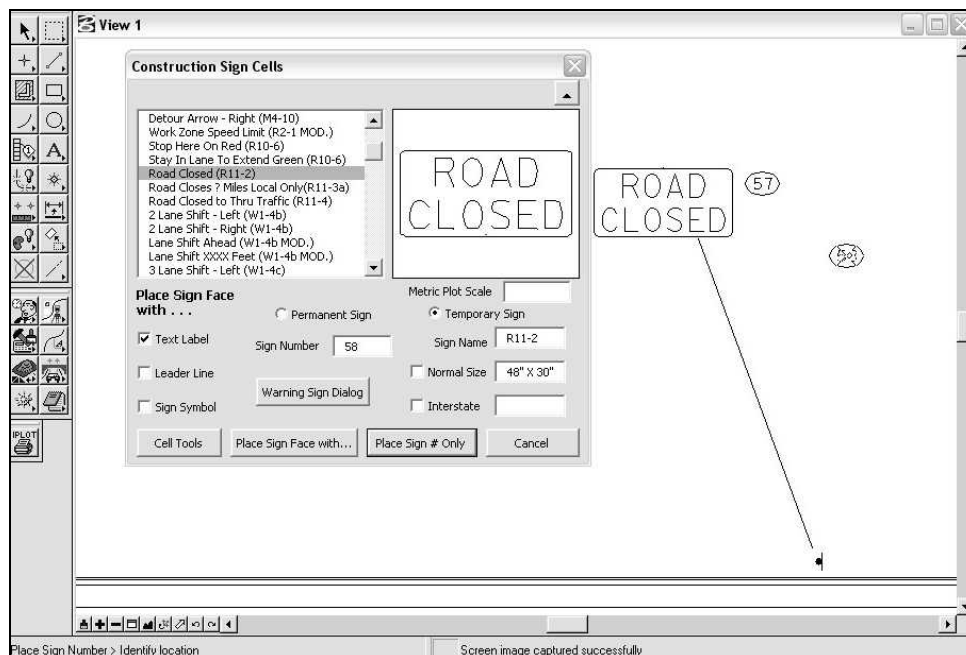 View 1
Construction Sign Cells
Detour Arrow - Right (M4-10)
Work Zone Speed Limit (R2-1 MOD.)
Stop Here On Red (R10-6)
Stay In Lane To Extend Green (R10-6)
Road Closed (R11-2)
Road Closes ? Miles Local Only(R11-3a)
Road Closed to Thru Traffic (R11-4)
2 Lane Shift - Left (W1-4b)
2 Lane Shift - Right (W1-4b)
Lane Shift Ahead (W1-4b MOD.)
Lane Shift XXXX Feet (W1-4b MOD.)
3 Lane Shift - Left (W1-4c)
ROAD
CLOSED
ROAD
CLOSED
57
Place Sign Face
with . . .
Metric Plot Scale
Permanent Sign
Temporary Sign
Text Label
Sign Number
58
Sign Name
R11-2
Leader Line
Normal Size
48" X 30"
Warning Sign Dialog
Sign Symbol
Interstate
Cell Tools
Place Sign Face with...
Place Sign # Only
Cancel
A
IPLOT
Place Sign Number > Identify location
Screen image captured successfully